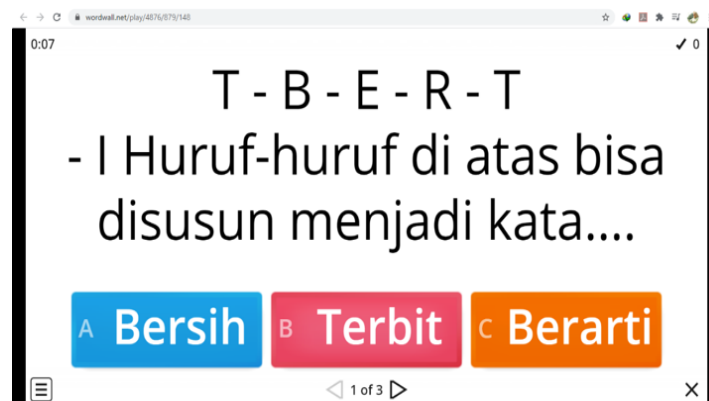 wordwall.net/play/4876/879/148
0:07
✓ 0
T - B - E - R - T
- I Huruf-huruf di atas bisa
disusun menjadi kata....
A Bersih
B Terbit
C Berarti
1 of 3